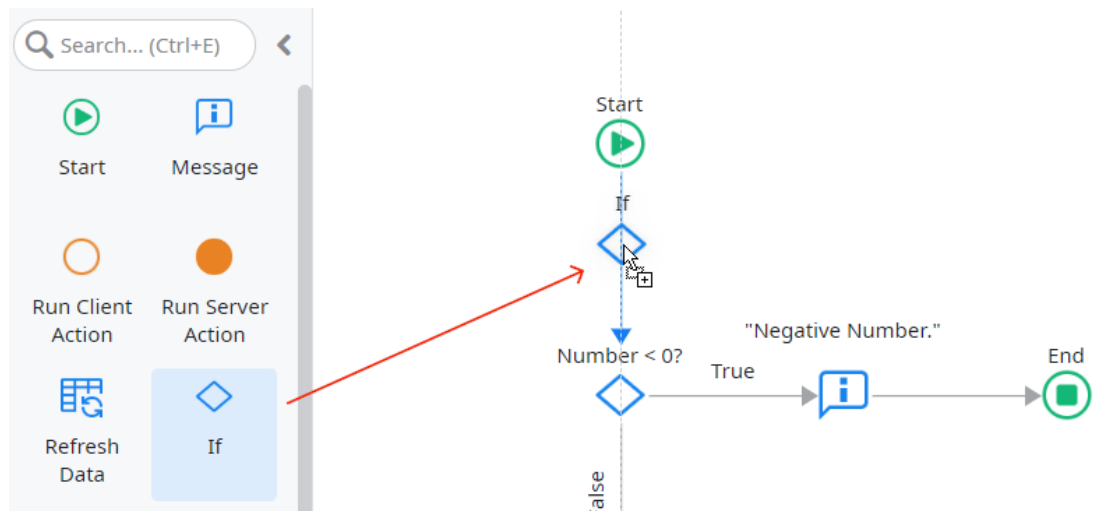 Search... (Ctrl+E)
Start
Message
Run Client
Action
Run Server
Action
Refresh
Data
If
Start
If
Number < 0?
True
"Negative Number."
End